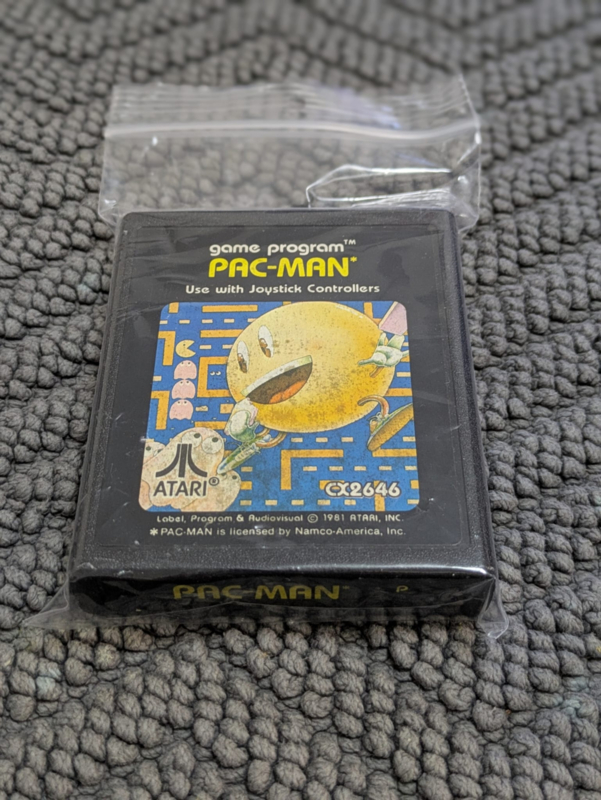 game program™
PAC-MAN*
Use with Joystick Controllers
ATARI®
CX2646
Label, Program & Audiovisual © 1981 ATARI, INC.
* PAC-MAN is licensed by Namco-America, Inc.
PAC-MAN P